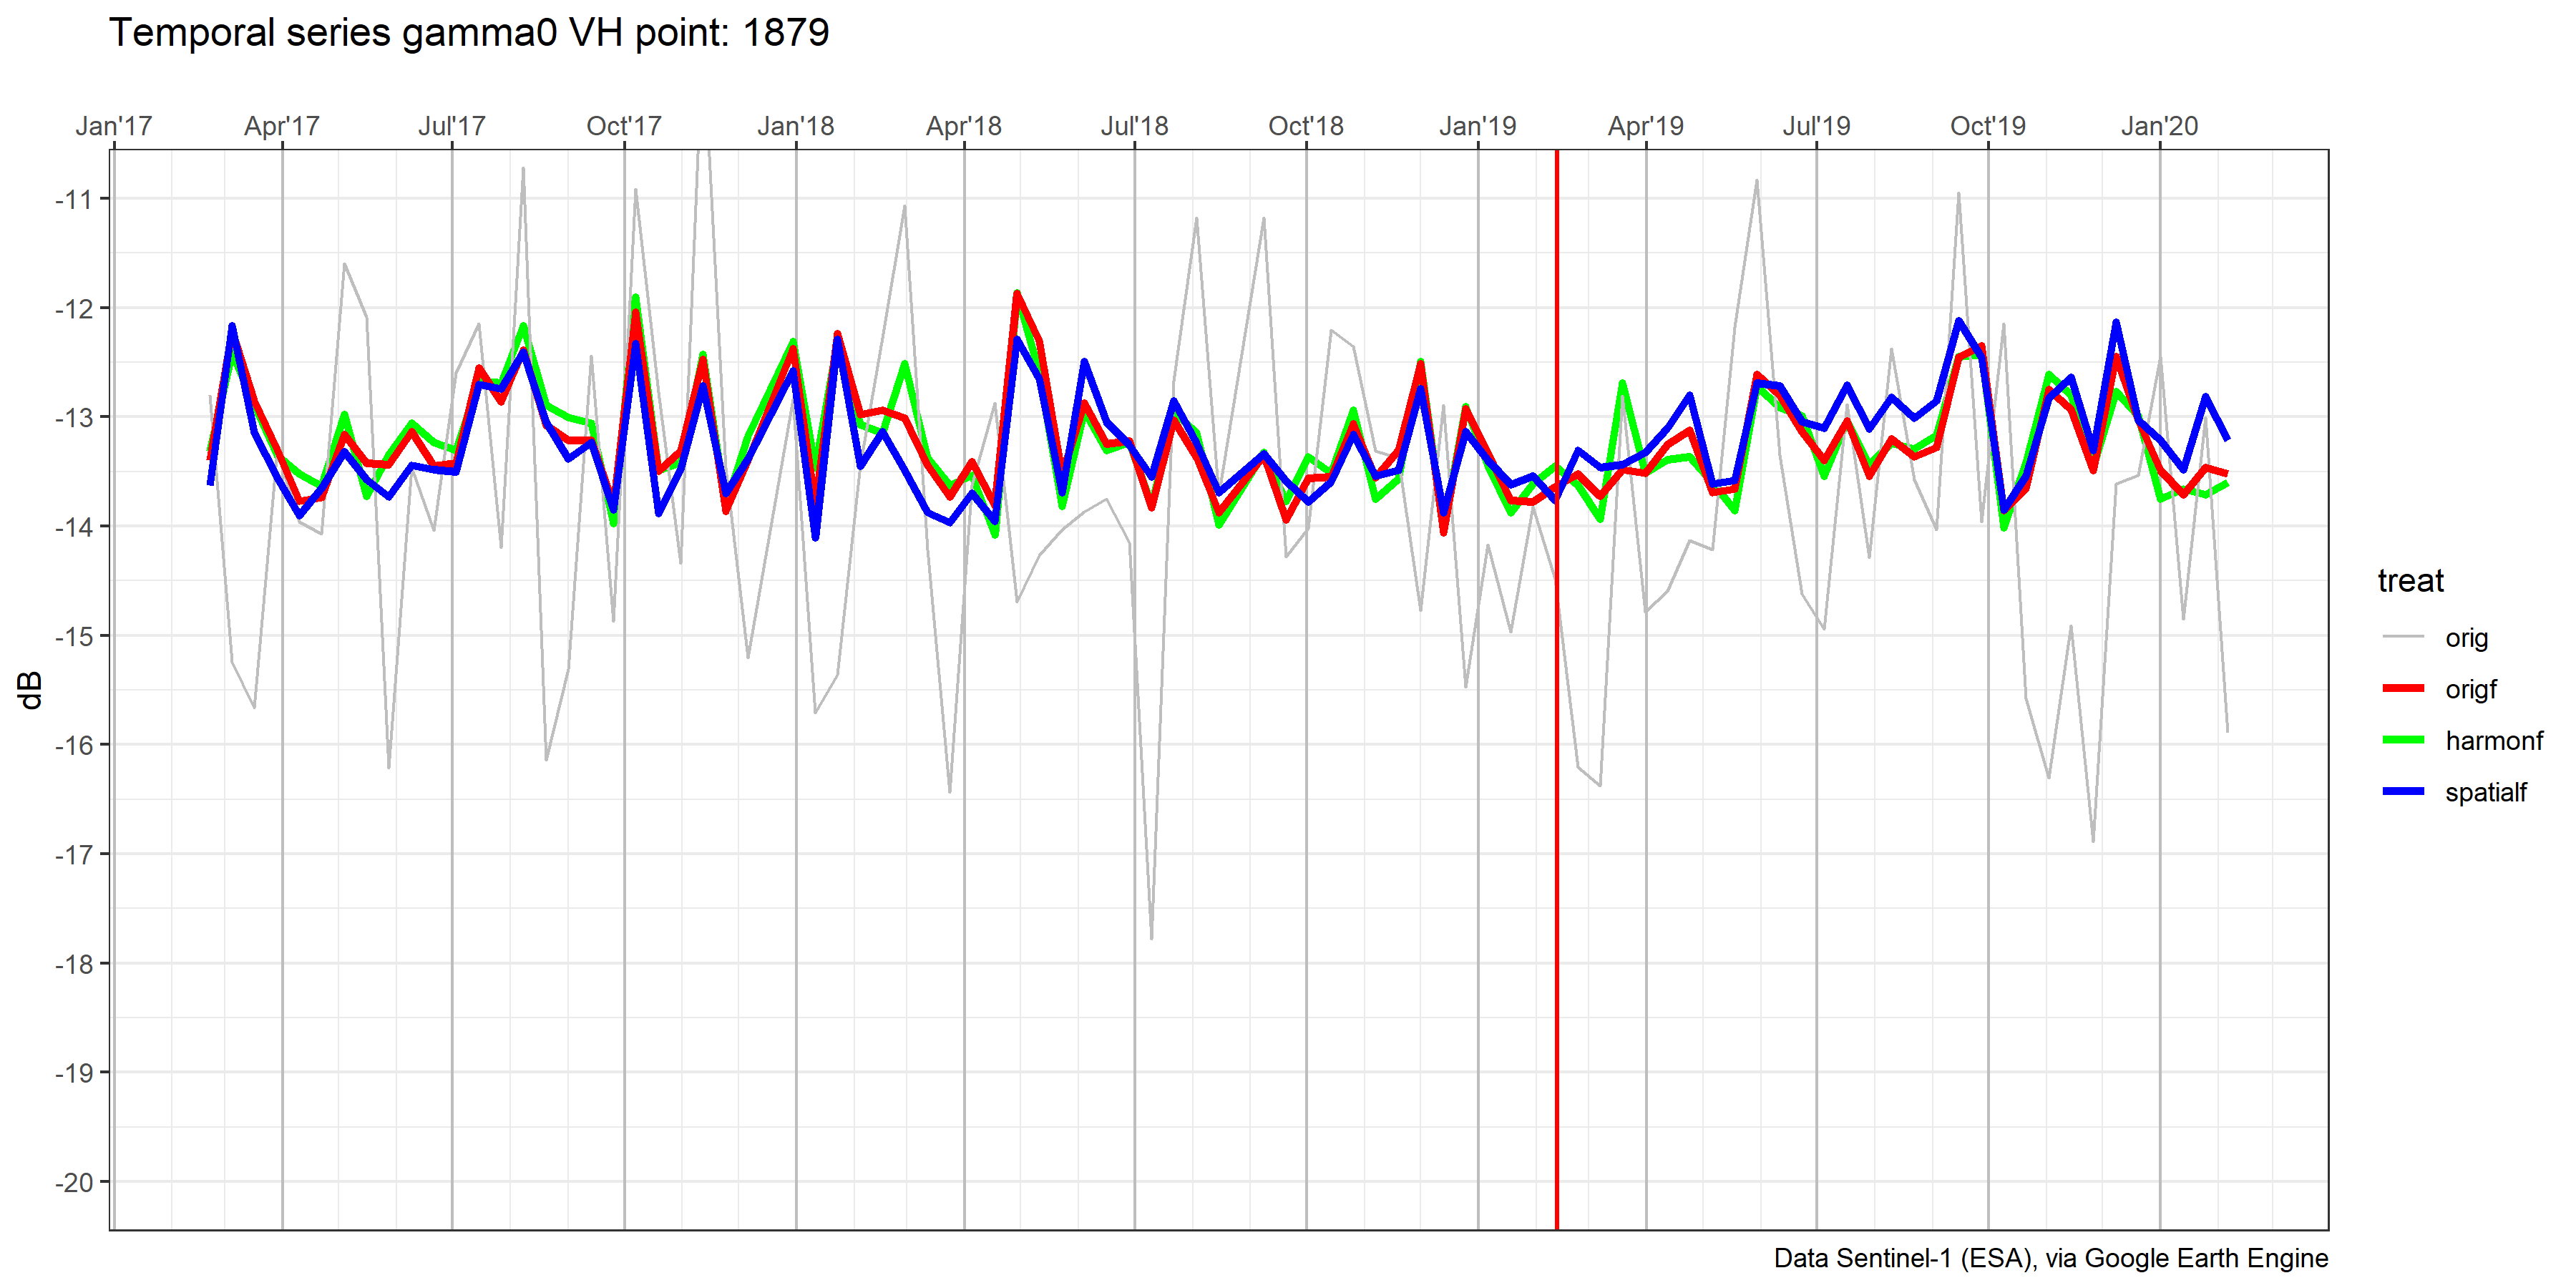 Temporal series gamma0 VH point: 1879
Jan'17 Apr'17 Jul'17 Oct'17 Jan'18 Apr'18 Jul'18 Oct'18 Jan'19 Apr'19 Jul'19 Oct'19 Jan'20
-11
-12
-13
-14
-15
-16
-17
-18
-19
-20
dB
treat
orig
origf
harmonf
spatialf
Data Sentinel-1 (ESA), via Google Earth Engine